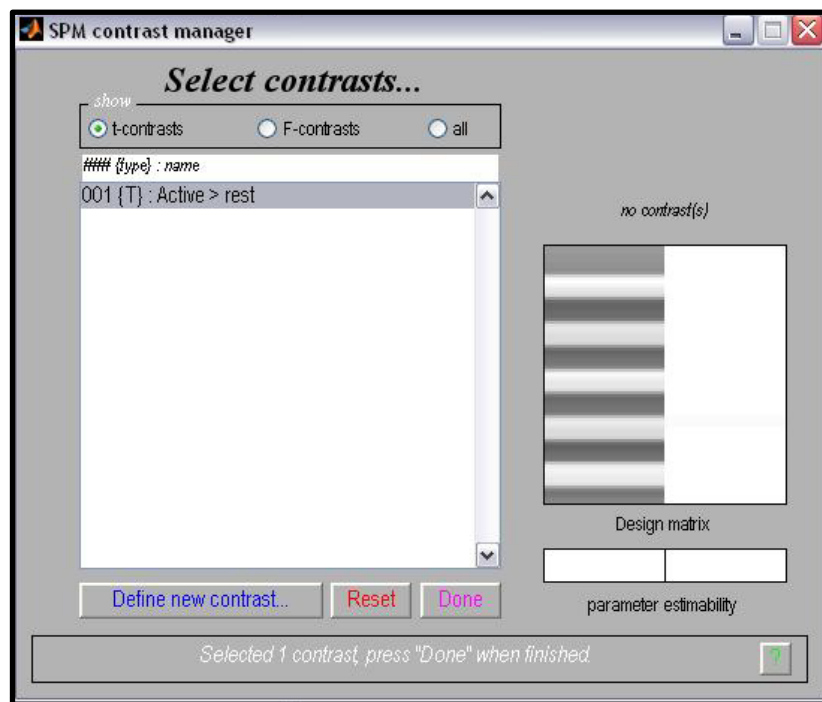 SPM contrast manager
Select contrasts...
show
t-contrasts F-contrasts all
### {type} : name
001 {T} : Active > rest
no contrast(s)
Design matrix
parameter estimability
Define new contrast... Reset Done
Selected 1 contrast, press "Done" when finished.
?